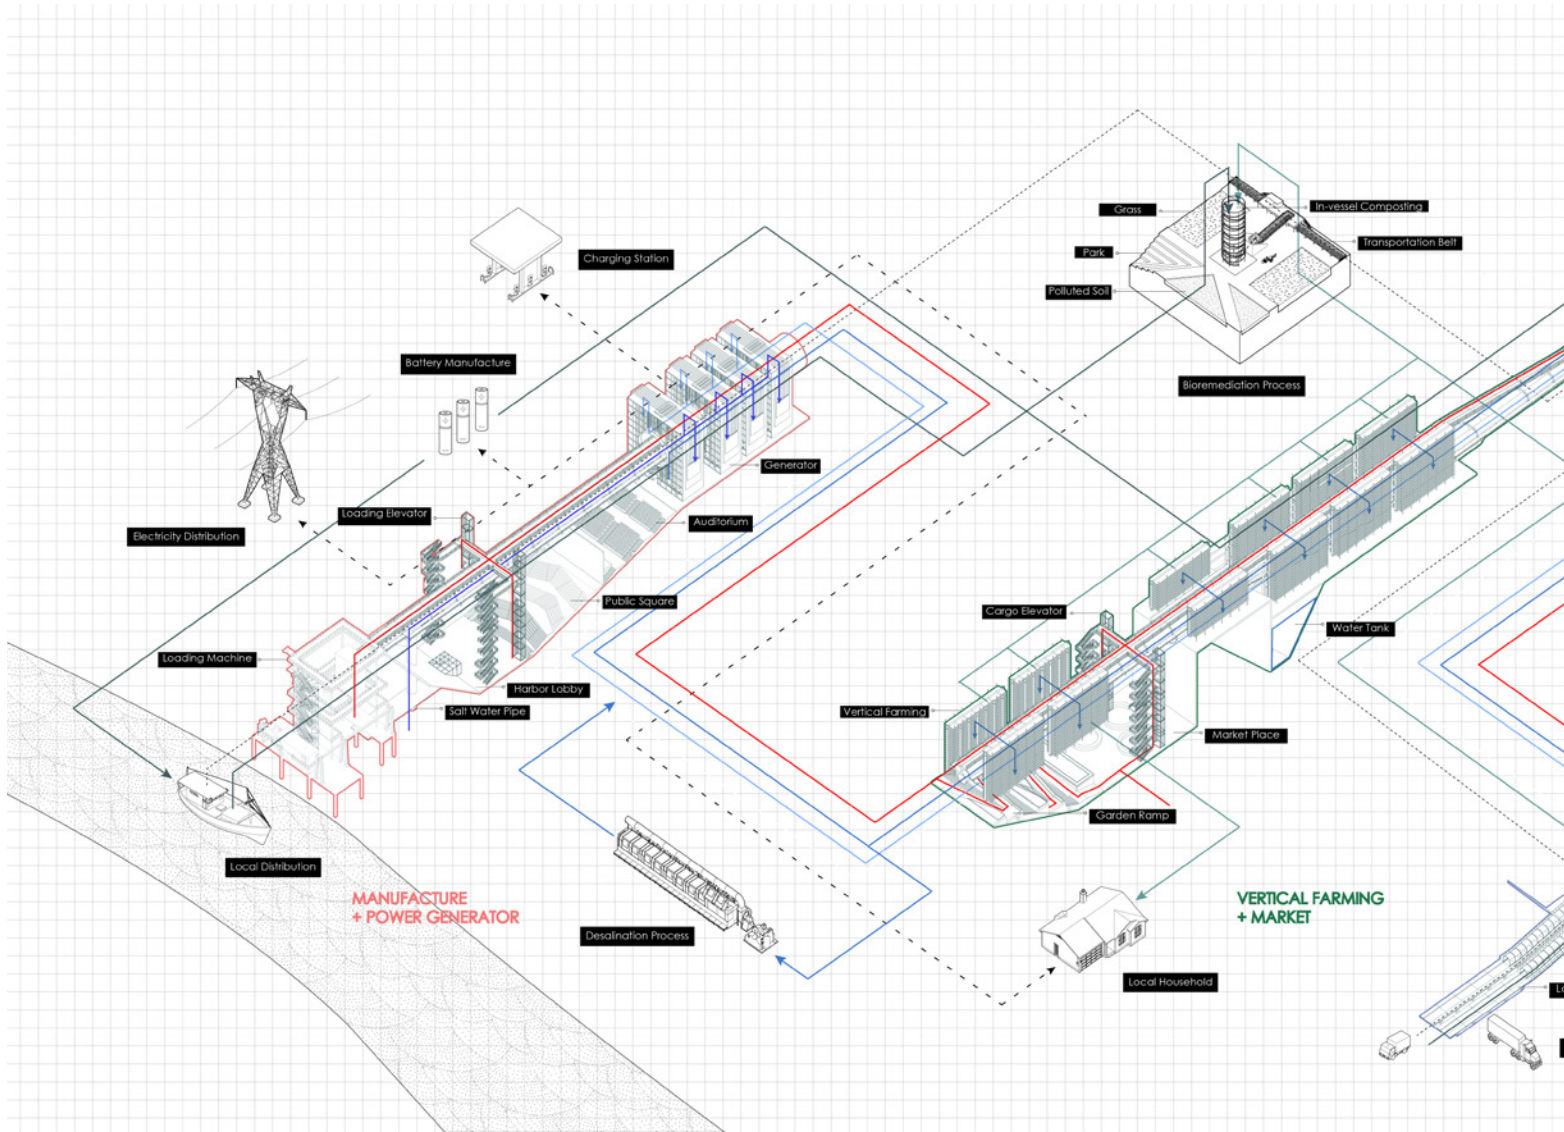 Grass
In-vessel Composting
Park
Transportation Belt
Polluted Soil
Charging Station
Battery Manufacture
Bioremediation Process
Generator
Loading Elevator
Auditorium
Electricity Distribution
Public Square
Cargo Elevator
Water Tank
Loading Machine
Harbor Lobby
Salt Water Pipe
Vertical Farming
Market Place
Garden Ramp
Local Distribution
MANUFACTURE
+ POWER GENERATOR
VERTICAL FARMING
+ MARKET
Desalination Process
Local Household